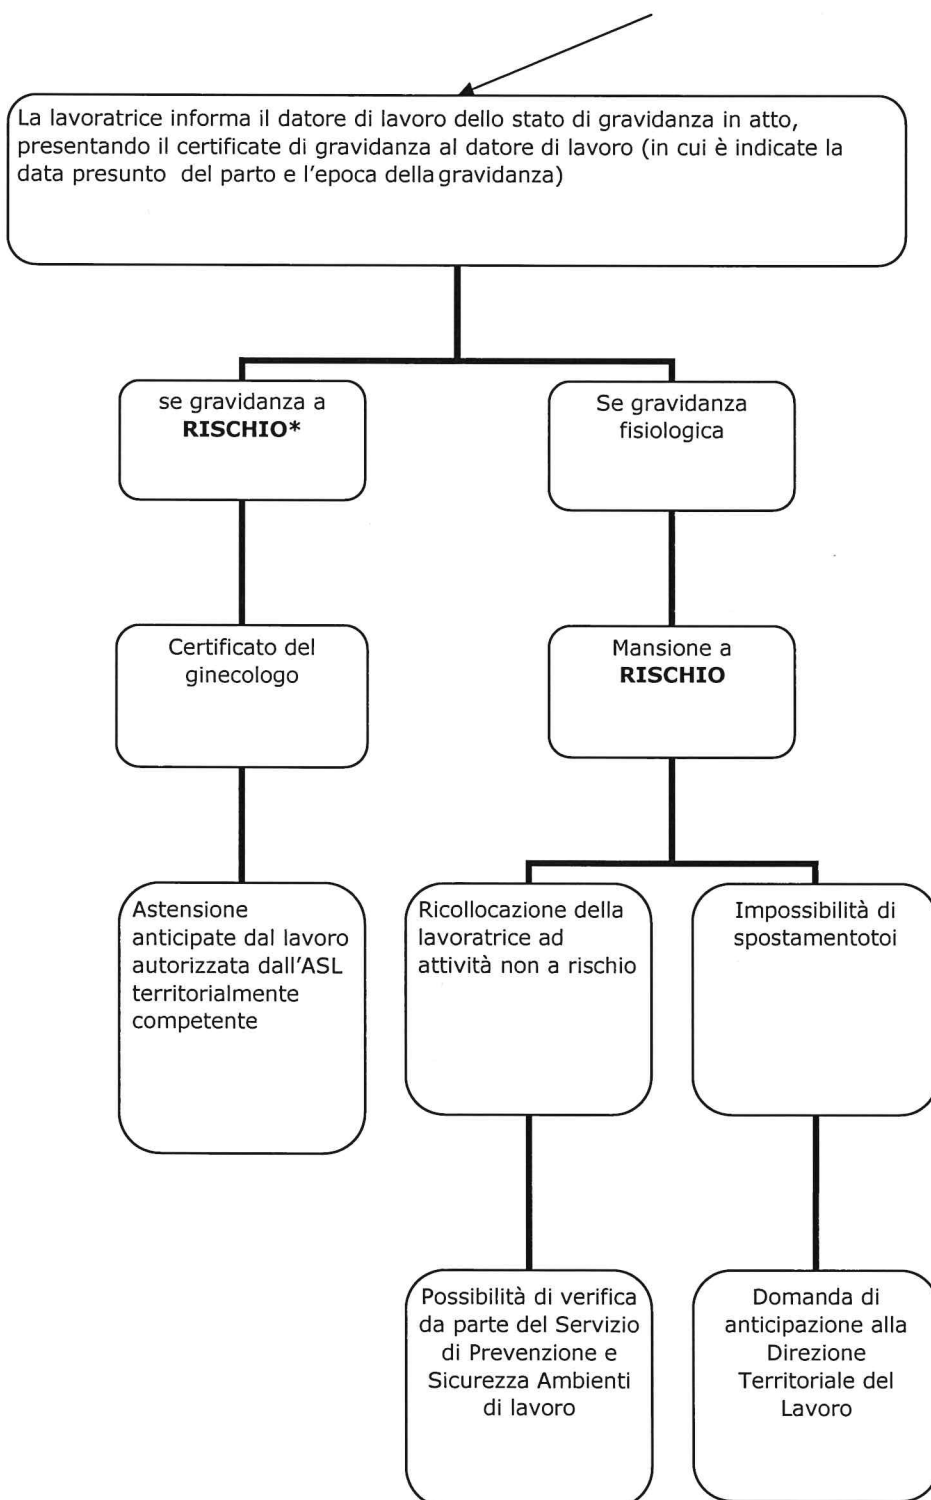 La lavoratrice informa il datore di lavoro dello stato di gravidanza in atto,
presentando il certificate di gravidanza al datore di lavoro (in cui è indicate la
data presunto del parto e l'epoca della gravidanza)
se gravidanza a
RISCHIO*
Se gravidanza
fisiologica
Certificato del
ginecologo
Mansione a
RISCHIO
Astensione
anticipate dal lavoro
autorizzata dall'ASL
territorialmente
competente
Ricollocazione della
lavoratrice ad
attività non a rischio
Impossibilità di
spostamentotoi
Possibilità di verifica
da parte del Servizio
di Prevenzione e
Sicurezza Ambienti
di lavoro
Domanda di
anticipazione alla
Direzione
Territoriale del
Lavoro